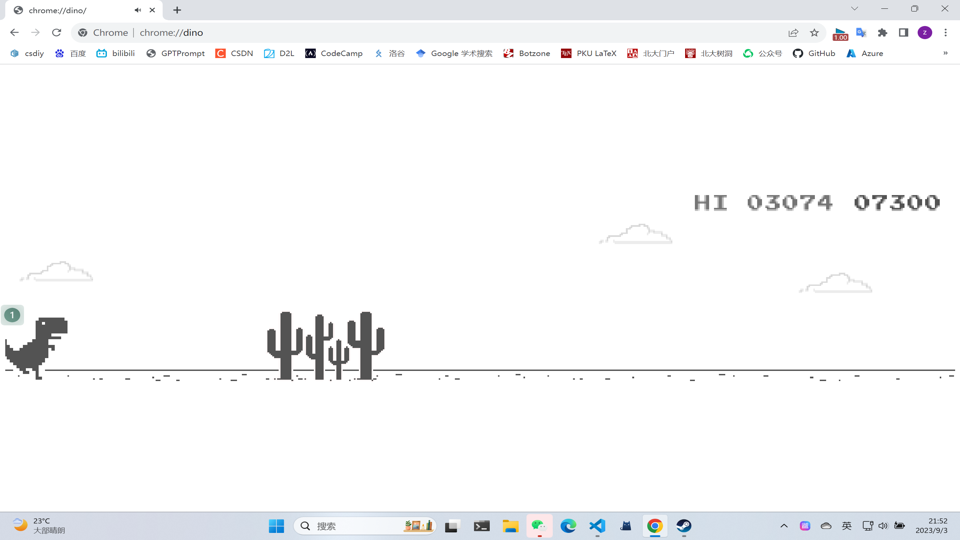 chrome://dino/
Chrome | chrome://dino
1.00
z
csdiy 百度 bilibili GPTPrompt CSDN D2L CodeCamp 洛谷 Google 学术搜索 Botzone PKU LaTeX 北大门户 北大树洞 公众号 GitHub Azure »
HI 03074 07300
1
23°C
大部晴朗
搜索
英
21:52
2023/9/3